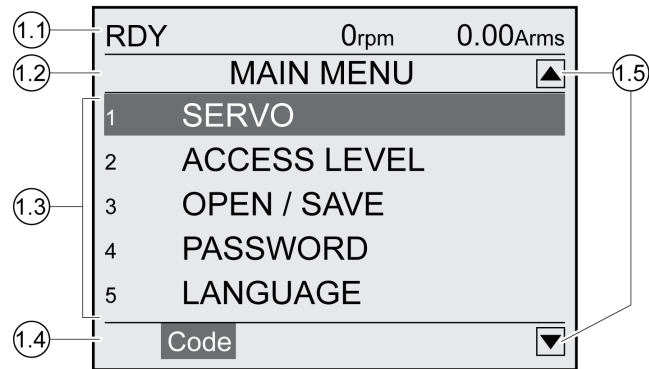 1.1 RDY 0rpm 0.00Arms
1.2 MAIN MENU 1.5
1 SERVO
2 ACCESS LEVEL
1.3 3 OPEN / SAVE
4 PASSWORD
5 LANGUAGE
1.4 Code